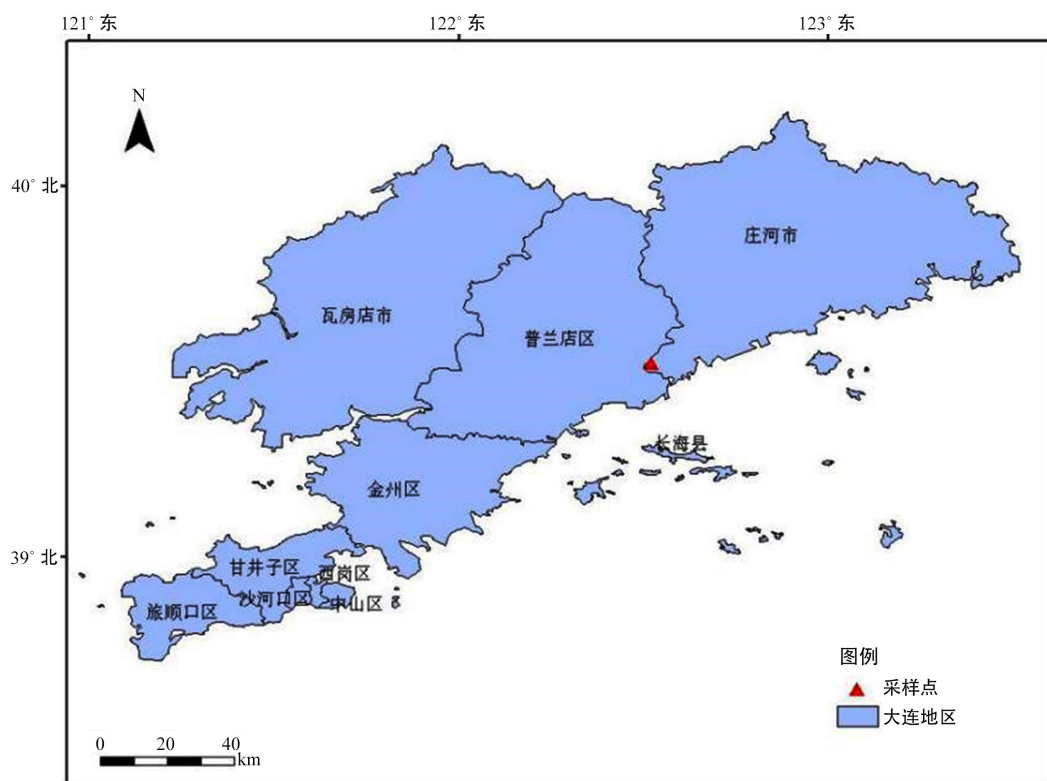 121° 东
122° 东
123° 东
N
40° 北
庄河市
瓦房店市
普兰店区
长海县
金州区
39° 北
甘井子区
西岗区
沙河口区
中山区
旅顺口区
图例
采样点
大连地区
0 20 40
km